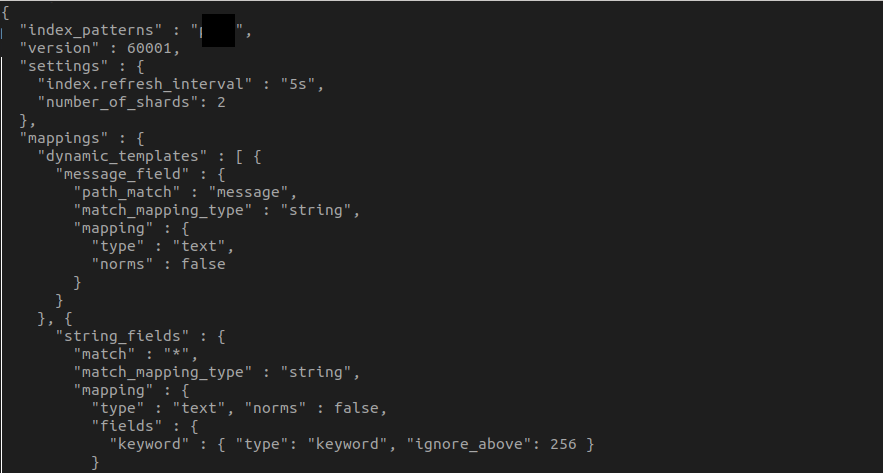 {
  "index_patterns" : "p",
  "version" : 60001,
  "settings" : {
    "index.refresh_interval" : "5s",
    "number_of_shards": 2
  },
  "mappings" : {
    "dynamic_templates" : [ {
      "message_field" : {
        "path_match" : "message",
        "match_mapping_type" : "string",
        "mapping" : {
          "type" : "text",
          "norms" : false
        }
      }
    }, {
       "string_fields" : {
        "match" : "*",
        "match_mapping_type" : "string",
        "mapping" : {
          "type" : "text", "norms" : false,
          "fields" : {
            "keyword" : { "type": "keyword", "ignore_above": 256 }
          }